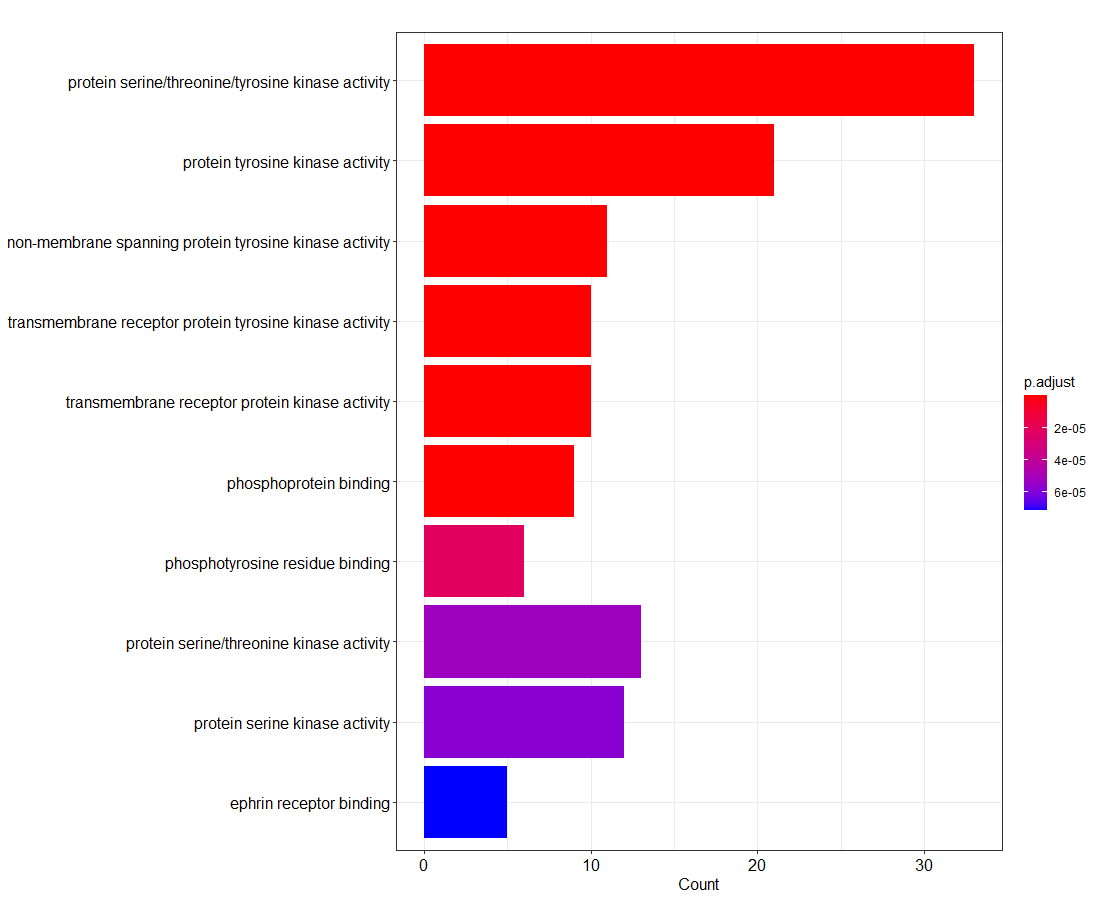 protein serine/threonine/tyrosine kinase activity
protein tyrosine kinase activity
non-membrane spanning protein tyrosine kinase activity
transmembrane receptor protein tyrosine kinase activity
transmembrane receptor protein kinase activity
phosphoprotein binding
phosphotyrosine residue binding
protein serine/threonine kinase activity
protein serine kinase activity
ephrin receptor binding
0 10 20 30
Count
p.adjust
2e-05
4e-05
6e-05